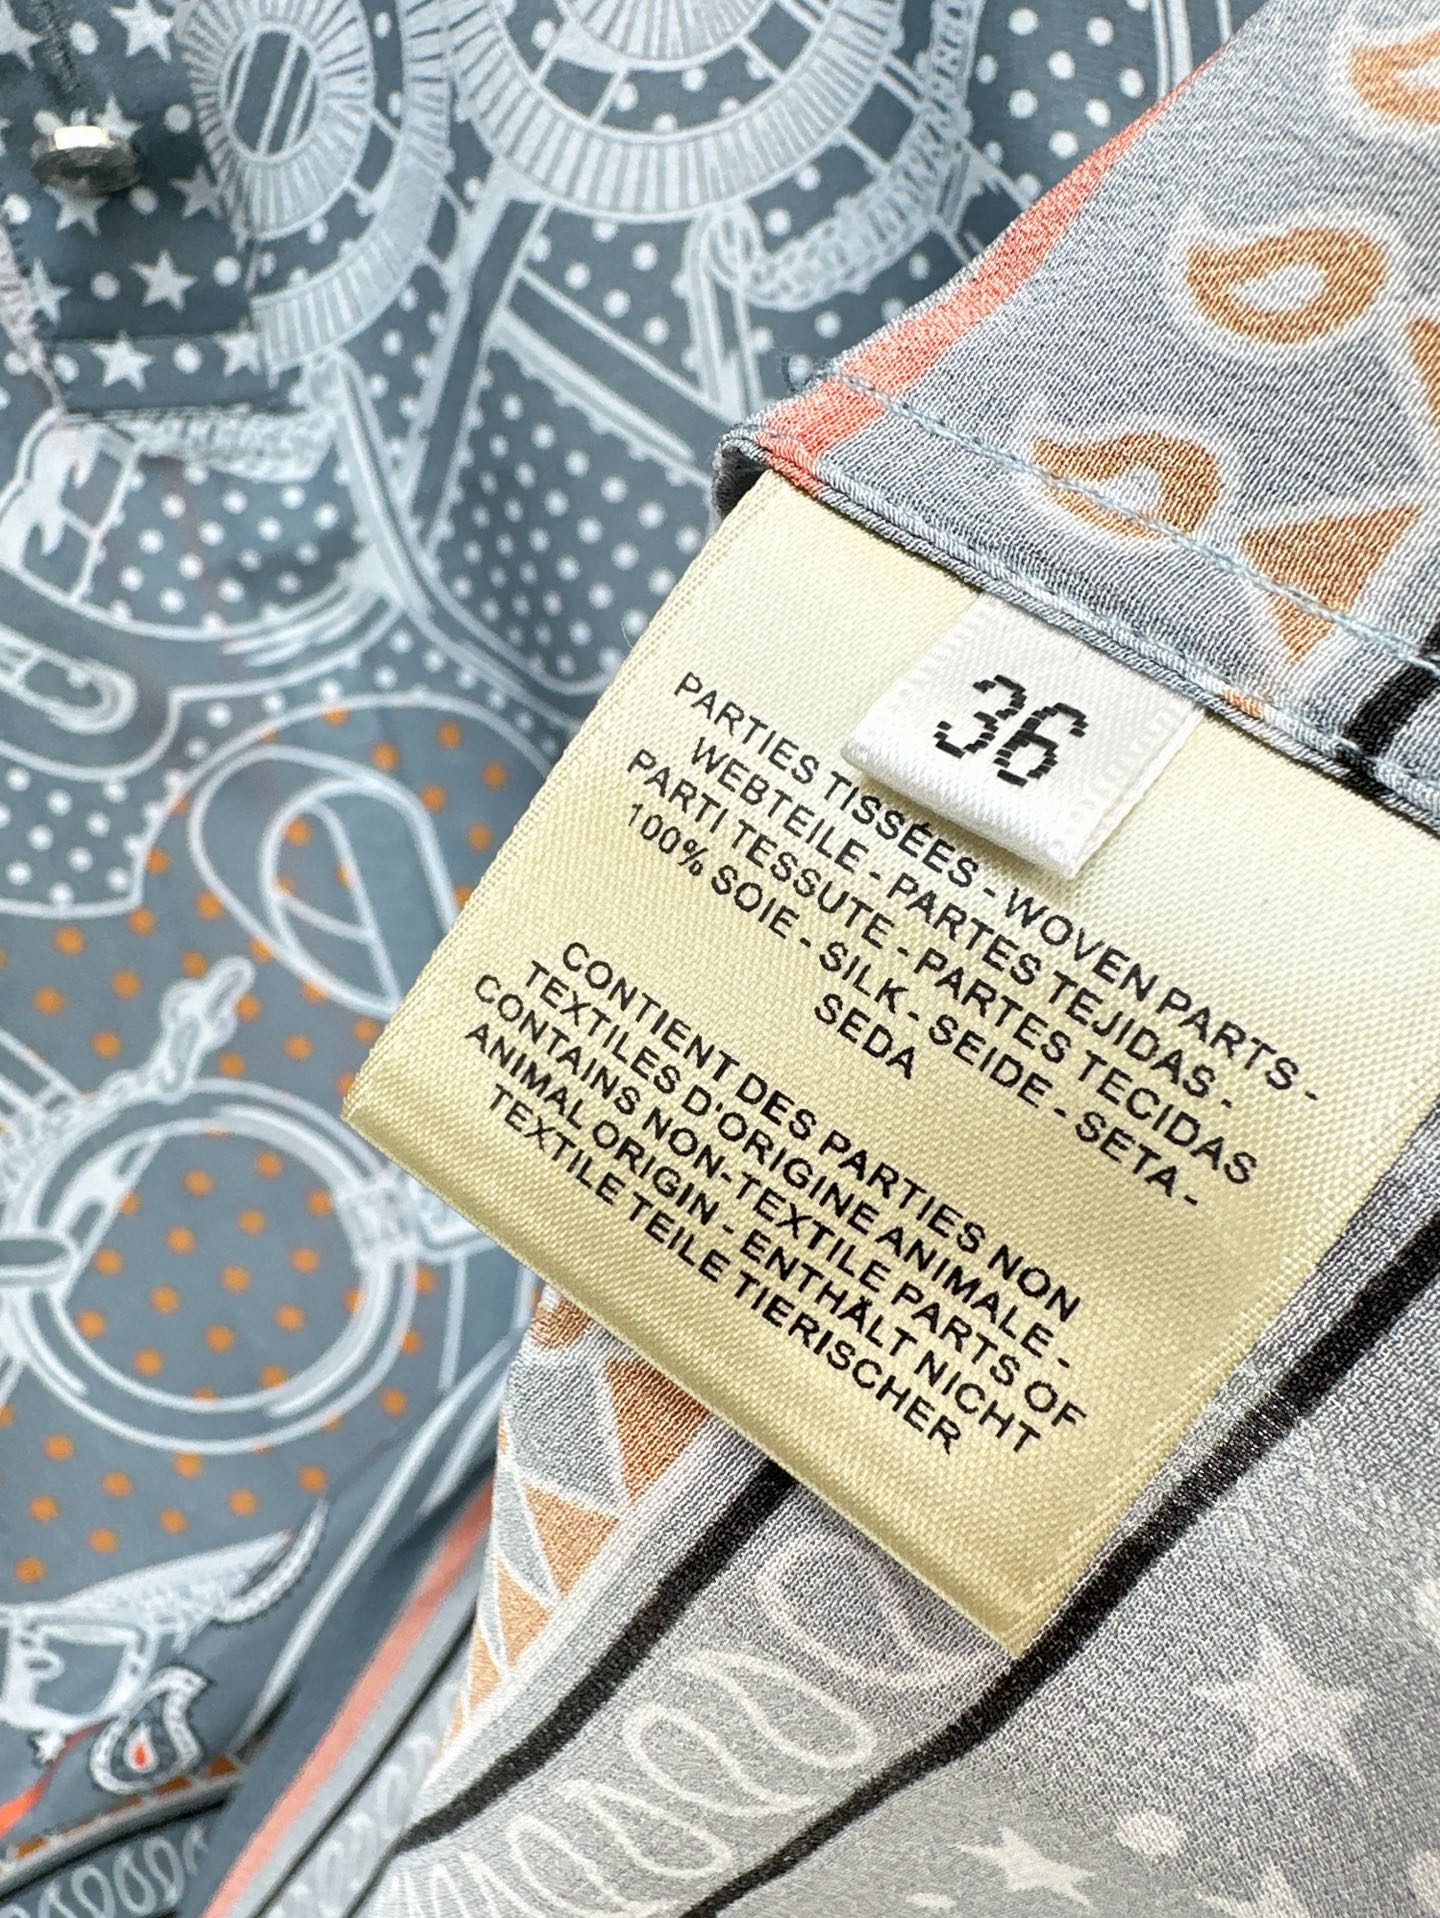 36
PARTIES TISSÉES - WOVEN PARTS -
WEBTEILE - PARTES TEJIDAS -
PARTI TESSUTE - PARTES TECIDAS
100% SOIE - SILK - SEIDE - SETA -
SEDA
CONTIENT DES PARTIES NON
TEXTILES D'ORIGINE ANIMALE -
CONTAINS NON-TEXTILE PARTS OF
ANIMAL ORIGIN - ENTHÄLT NICHT
TEXTILE TEILE TIERISCHER